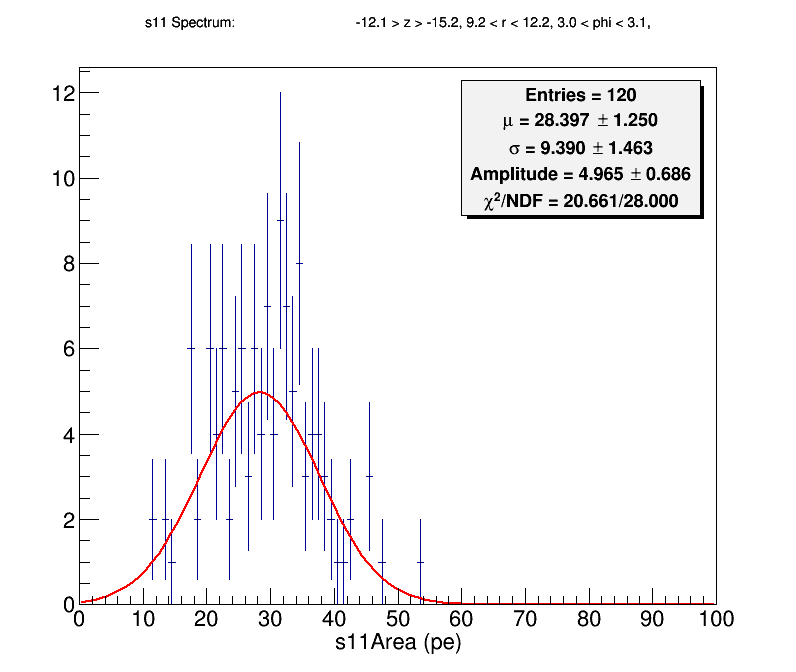 s11 Spectrum: -12.1 > z > -15.2, 9.2 < r < 12.2, 3.0 < phi < 3.1,
Entries = 120
μ = 28.397 ± 1.250
σ = 9.390 ± 1.463
Amplitude = 4.965 ± 0.686
χ²/NDF = 20.661/28.000
12
10
8
6
4
2
0
0 10 20 30 40 50 60 70 80 90 100
s11Area (pe)